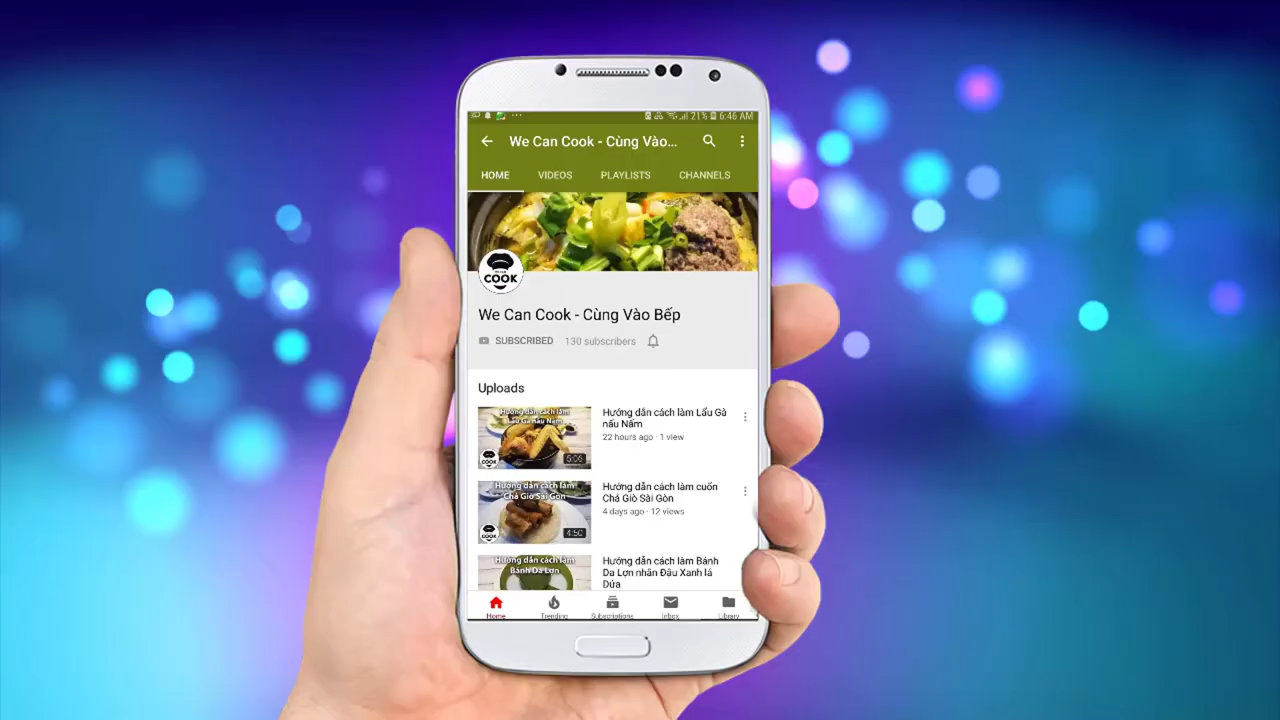 21% 6:46 AM
We Can Cook - Cùng Vào...
HOME VIDEOS PLAYLISTS CHANNELS
COOK
We Can Cook - Cùng Vào Bếp
SUBSCRIBED 130 subscribers
Uploads
Hướng dẫn cách làm
Lẩu Gà nấu Nấm
COOK
5:06
Hướng dẫn cách làm Lẩu Gà
nấu Nấm
22 hours ago · 1 view
Hướng dẫn cách làm
Chả Giò Sài Gòn
COOK
4:50
Hướng dẫn cách làm cuốn
Chả Giò Sài Gòn
4 days ago · 12 views
Hướng dẫn cách làm
Bánh Da Lợn
Hướng dẫn cách làm Bánh
Da Lợn nhân Đậu Xanh lá
Dứa
Home Trending Subscriptions Inbox Library